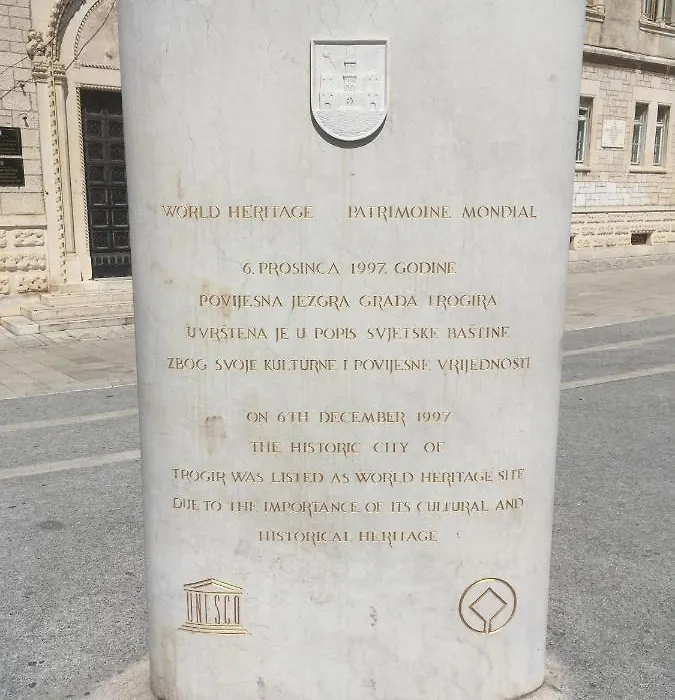 WORLD HERITAGE PATRIMOINE MONDIAL
6. PROSINCA 1997. GODINE
POVIJESNA JEZGRA GRADA TROGIRA
UVRŠTENA JE U POPIS SVJETSKE BAŠTINE
ZBOG SVOJE KULTURNE I POVIJESNE VRIJEDNOSTI
ON 6TH DECEMBER 1997
THE HISTORIC CITY OF
TROGIR WAS LISTED AS WORLD HERITAGE SITE
DUE TO THE IMPORTANCE OF ITS CULTURAL AND
HISTORICAL HERITAGE
UNESCO